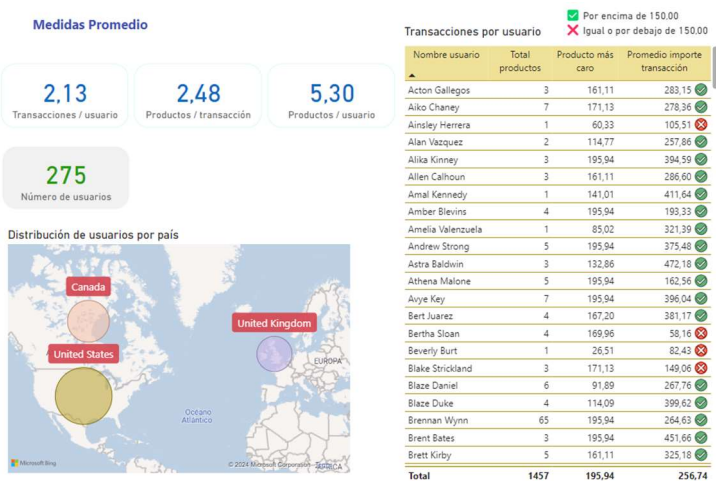 Medidas Promedio
2,13
Transacciones / usuario
2,48
Productos / transacción
5,30
Productos / usuario
275
Número de usuarios
Distribución de usuarios por país
Canada
United States
United Kingdom
EUROPA
Océano
Atlántico
Microsoft Bing
© 2024 Microsoft Corporation
Por encima de 150,00
Igual o por debajo de 150,00
Transacciones por usuario
Nombre usuario Total productos Producto más caro Promedio importe transacción
Acton Gallegos 3 161,11 283,15
Aiko Chaney 7 171,13 278,36
Ainsley Herrera 1 60,33 105,51
Alan Vazquez 2 114,77 257,86
Alika Kinney 3 195,94 394,59
Allen Calhoun 3 161,11 286,60
Amal Kennedy 1 141,01 411,64
Amber Blevins 4 195,94 193,33
Amelia Valenzuela 1 85,02 321,39
Andrew Strong 5 195,94 375,48
Astra Baldwin 3 132,86 472,18
Athena Malone 5 195,94 162,56
Avye Key 7 195,94 396,04
Bert Juarez 4 167,20 381,17
Bertha Sloan 4 169,96 58,16
Beverly Burt 1 26,51 82,43
Blake Strickland 3 171,13 149,06
Blaze Daniel 6 91,89 267,76
Blaze Duke 4 114,09 399,62
Brennan Wynn 65 195,94 264,63
Brent Bates 3 195,94 451,66
Brett Kirby 5 161,11 325,18
Total 1457 195,94 256,74